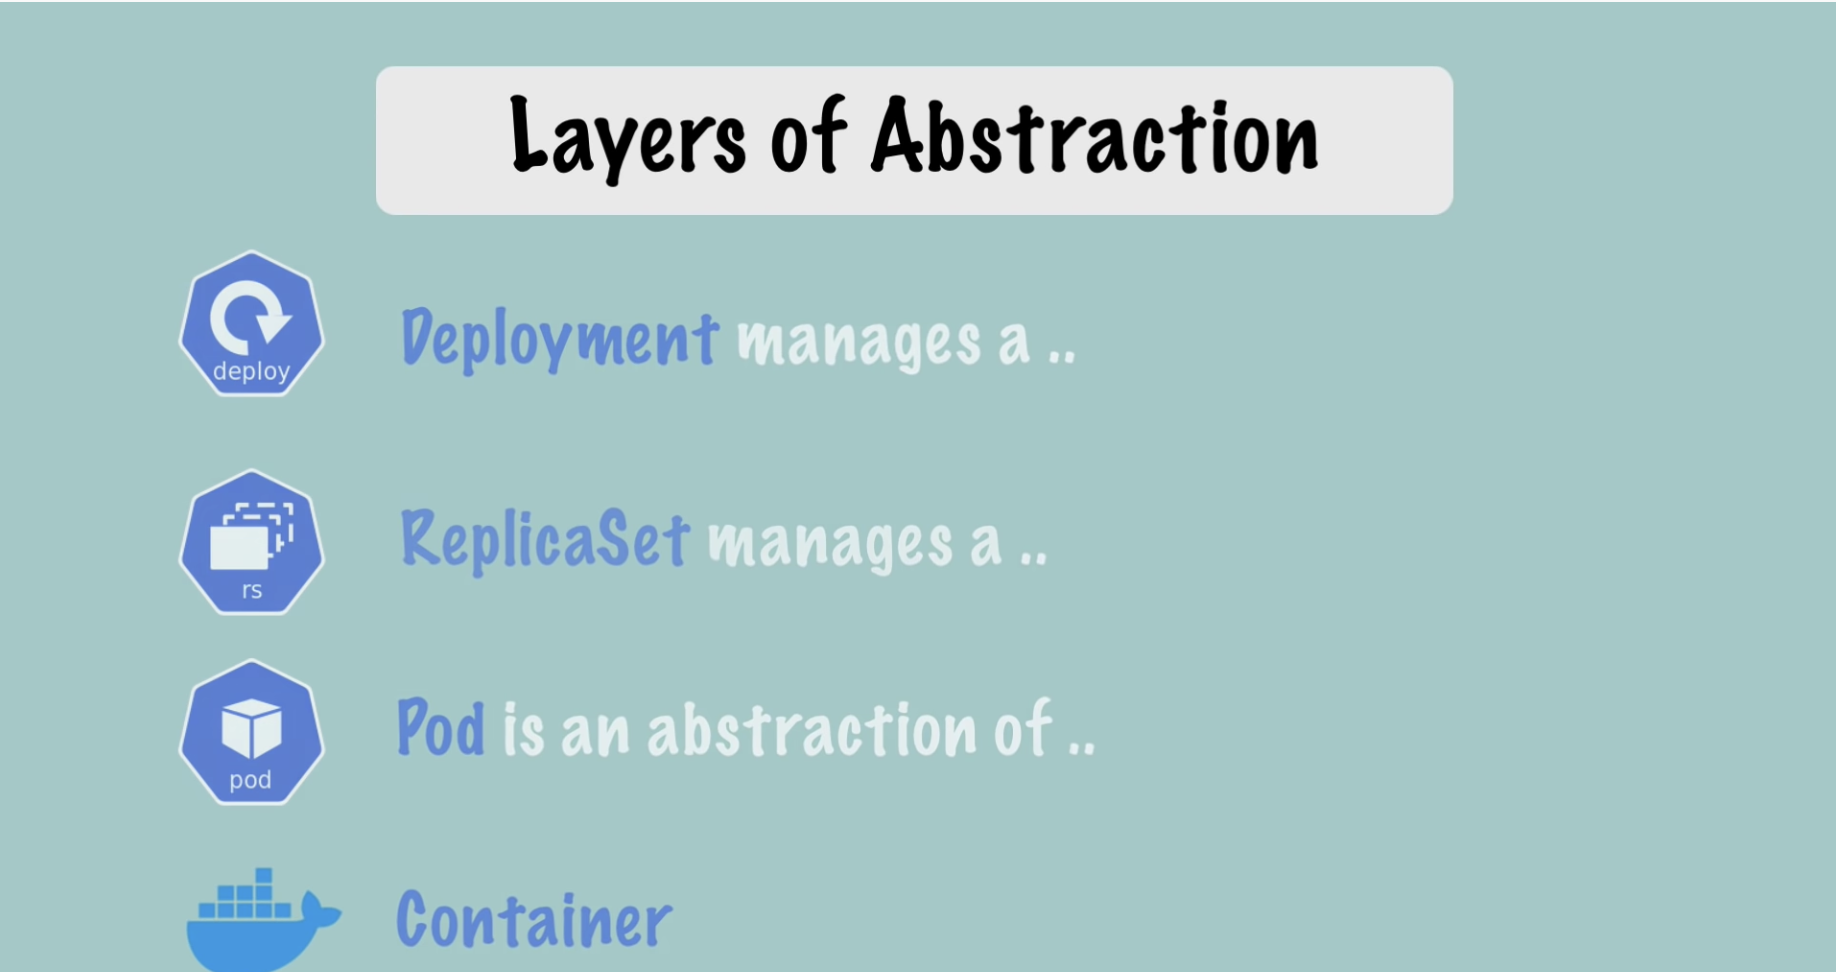 Layers of Abstraction
deploy
Deployment manages a ..
rs
ReplicaSet manages a ..
pod
Pod is an abstraction of ..
Container